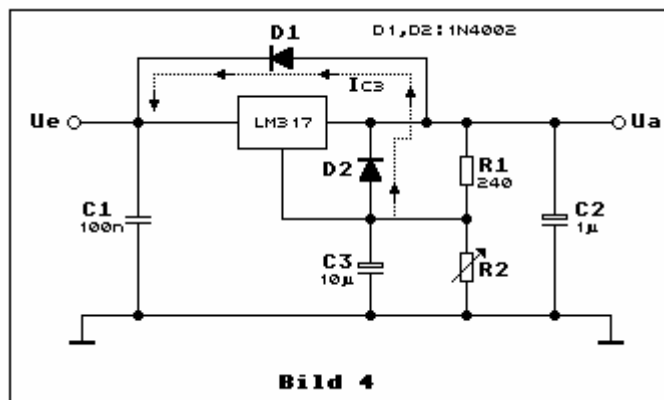 D1
D1,D2:1N4002
IC3
Ue
LM317
Ua
D2
R1
240
C1
100n
C2
1µ
C3
10µ
R2
Bild 4